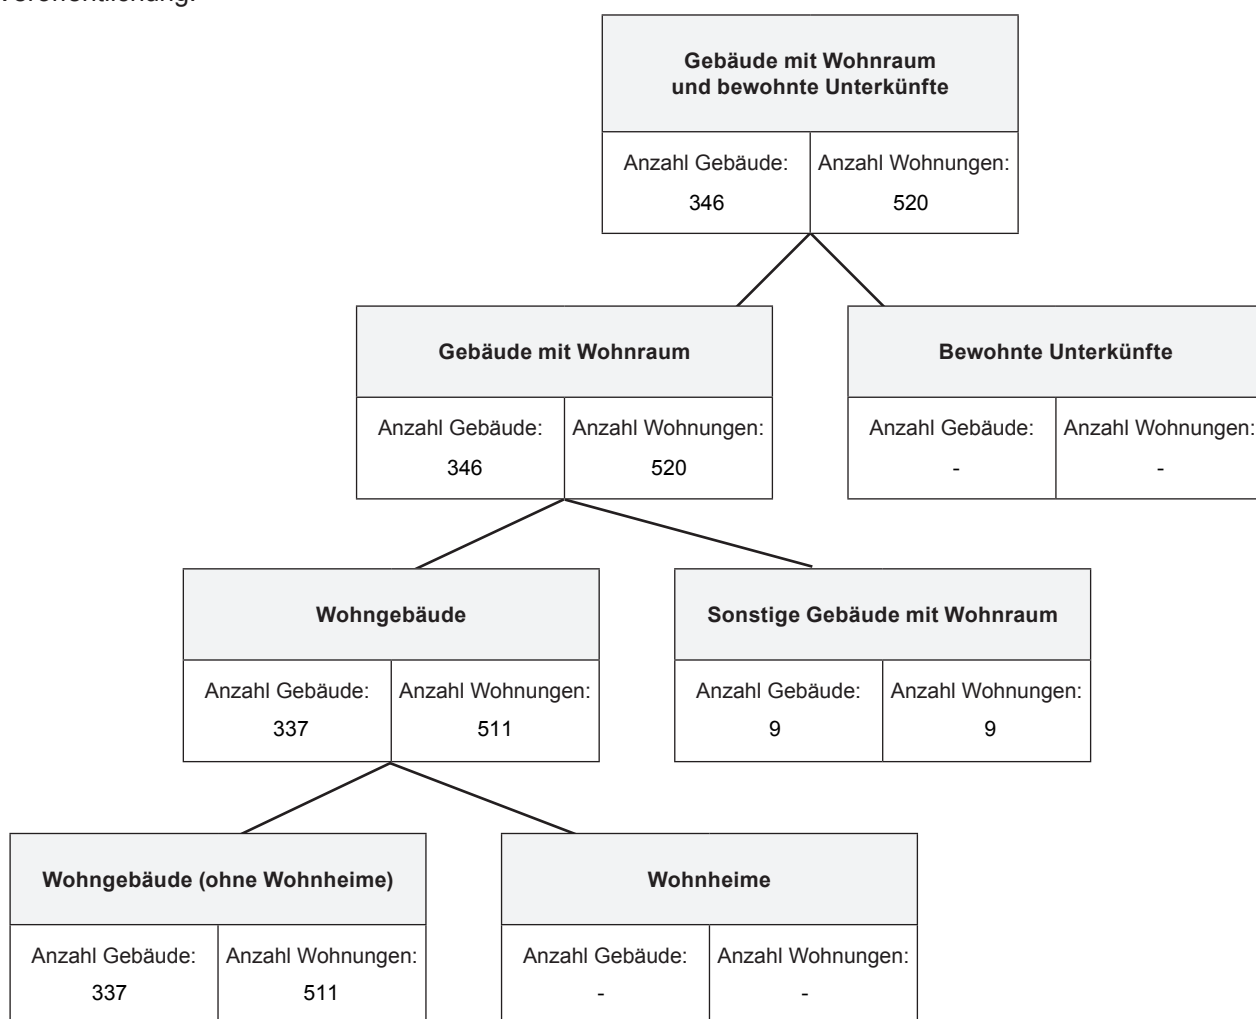 Gebäude mit Wohnraum
und bewohnte Unterkünfte
Anzahl Gebäude: Anzahl Wohnungen:
346 520
Gebäude mit Wohnraum
Anzahl Gebäude: Anzahl Wohnungen:
346 520
Bewohnte Unterkünfte
Anzahl Gebäude: Anzahl Wohnungen:
- -
Wohngebäude
Anzahl Gebäude: Anzahl Wohnungen:
337 511
Sonstige Gebäude mit Wohnraum
Anzahl Gebäude: Anzahl Wohnungen:
9 9
Wohngebäude (ohne Wohnheime)
Anzahl Gebäude: Anzahl Wohnungen:
337 511
Wohnheime
Anzahl Gebäude: Anzahl Wohnungen:
- -